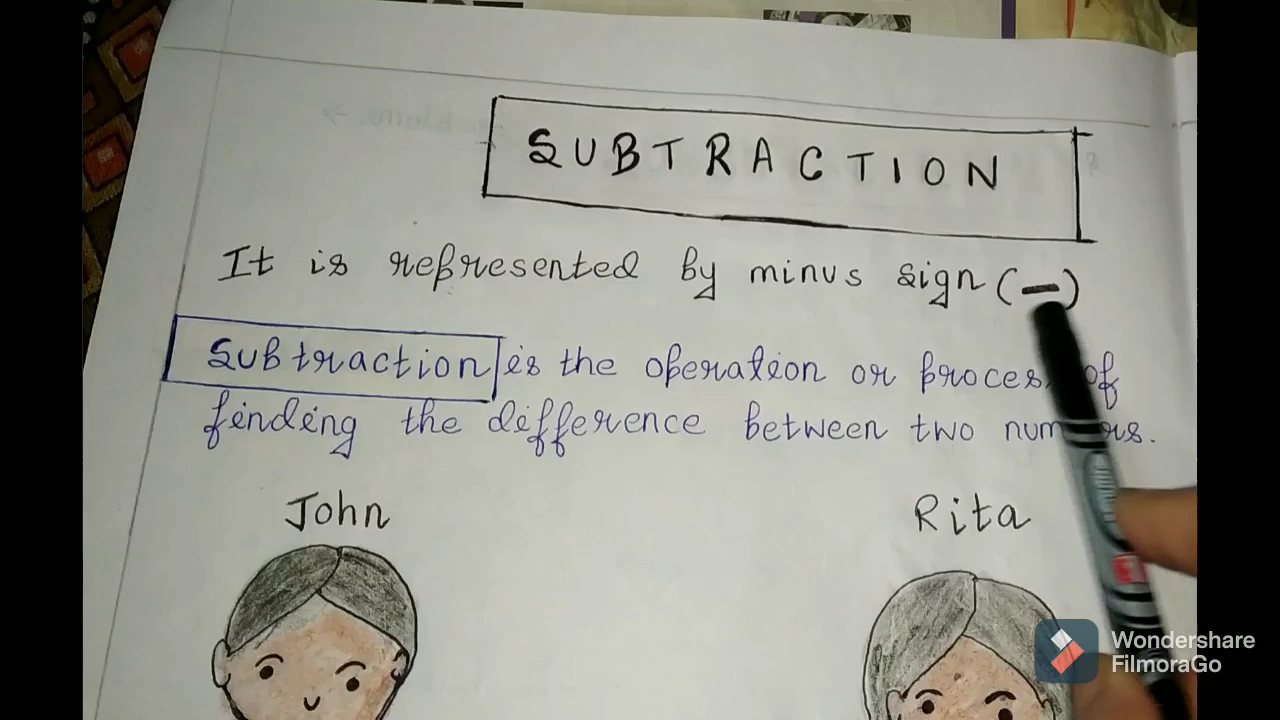 SUBTRACTION
It is represented by minus sign (-)
Subtraction is the operation or process of
finding the difference between two numbers.
John
Rita
Wondershare
FilmoraGo